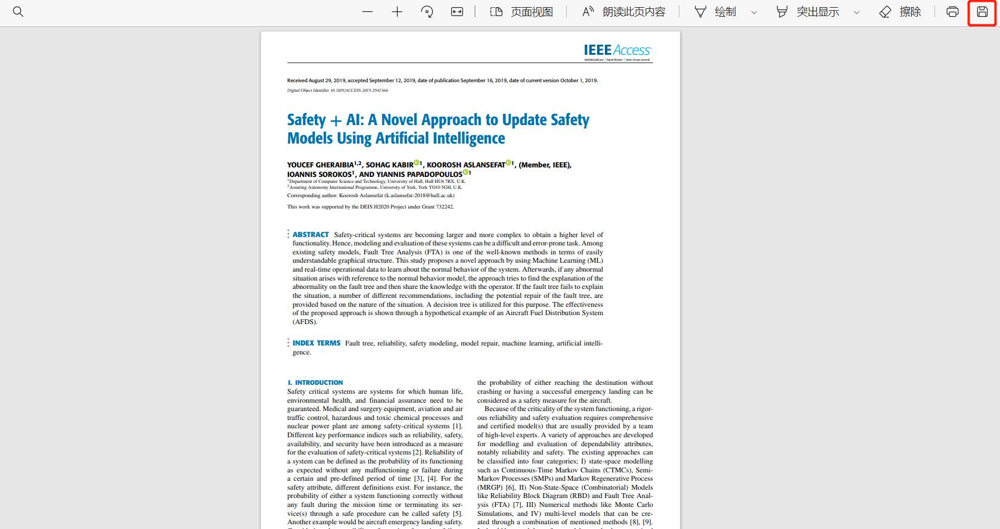 页面视图 朗读此页内容 绘制 突出显示 擦除
IEEE Access
Multidisciplinary | Rapid Review | Open Access Journal
Received August 29, 2019, accepted September 12, 2019, date of publication September 16, 2019, date of current version October 1, 2019.
Digital Object Identifier 10.1109/ACCESS.2019.2941566
Safety + AI: A Novel Approach to Update Safety
Models Using Artificial Intelligence
YOUCEF GHERAIBIA1,2, SOHAG KABIR iD 1, KOOROSH ASLANSEFAT iD 1, (Member, IEEE),
IOANNIS SOROKOS1, AND YIANNIS PAPADOPOULOS iD 1
1Department of Computer Science and Technology, University of Hull, Hull HU6 7RX, U.K.
2Assuring Autonomy International Programme, University of York, York YO10 5GH, U.K.
Corresponding author: Koorosh Aslansefat (k.aslansefat-2018@hull.ac.uk)
This work was supported by the DEIS H2020 Project under Grant 732242.
ABSTRACT Safety-critical systems are becoming larger and more complex to obtain a higher level of
functionality. Hence, modeling and evaluation of these systems can be a difficult and error-prone task. Among
existing safety models, Fault Tree Analysis (FTA) is one of the well-known methods in terms of easily
understandable graphical structure. This study proposes a novel approach by using Machine Learning (ML)
and real-time operational data to learn about the normal behavior of the system. Afterwards, if any abnormal
situation arises with reference to the normal behavior model, the approach tries to find the explanation of the
abnormality on the fault tree and then share the knowledge with the operator. If the fault tree fails to explain
the situation, a number of different recommendations, including the potential repair of the fault tree, are
provided based on the nature of the situation. A decision tree is utilized for this purpose. The effectiveness
of the proposed approach is shown through a hypothetical example of an Aircraft Fuel Distribution System
(AFDS).
INDEX TERMS Fault tree, reliability, safety modeling, model repair, machine learning, artificial intelli-
gence.
I. INTRODUCTION
Safety critical systems are systems for which human life,
environmental health, and financial assurance need to be
guaranteed. Medical and surgery equipment, aviation and air
traffic control, hazardous and toxic chemical processes and
nuclear power plant are among safety-critical systems [1].
Different key performance indices such as reliability, safety,
availability, and security have been introduced as a measure
for the evaluation of safety-critical systems [2]. Reliability of
a system can be defined as the probability of its functioning
as expected without any malfunctioning or failure during
a certain and pre-defined period of time [3], [4]. For the
safety attribute, different definitions exist. For instance, the
probability of either a system functioning correctly without
any fault during the mission time or terminating its ser-
vice(s) through a safe procedure can be called safety [5].
Another example would be aircraft emergency landing safety.
the probability of either reaching the destination without
crashing or having a successful emergency landing can be
considered as a safety measure for the aircraft.
Because of the criticality of the system functioning, a rigor-
ous reliability and safety evaluation requires comprehensive
and certified model(s) that are usually provided by a team
of high-level experts. A variety of approaches are developed
for modelling and evaluation of dependability attributes,
notably reliability and safety. The existing approaches can
be classified into four categories; I) state-space modelling
such as Continuous-Time Markov Chains (CTMCs), Semi-
Markov Processes (SMPs) and Markov Regenerative Process
(MRGP) [6], II) Non-State-Space (Combinatorial) Models
like Reliability Block Diagram (RBD) and Fault Tree Anal-
ysis (FTA) [7], III) Numerical methods like Monte Carlo
Simulations, and IV) multi-level models that can be cre-
ated through a combination of mentioned methods [8], [9].